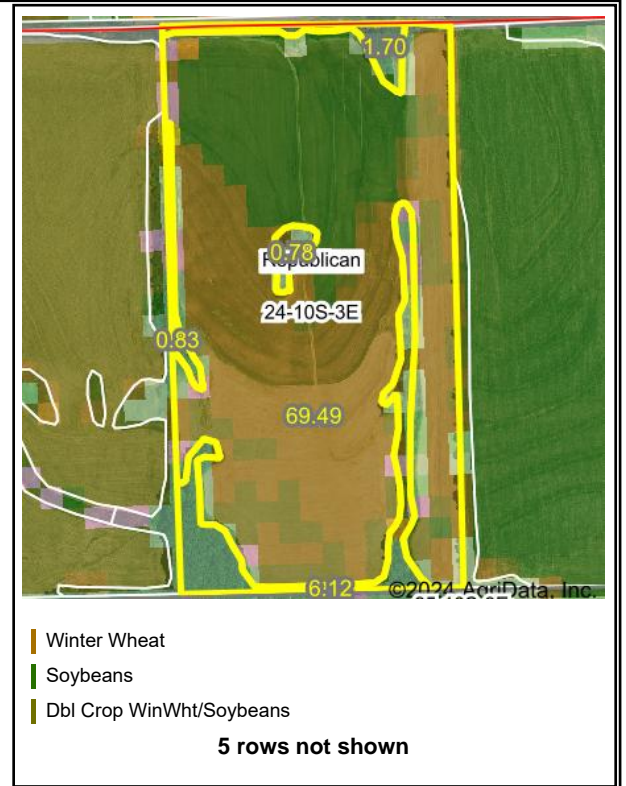 1.70
0.78
Republican
24-10S-3E
0.83
69.49
6.12
©2024 AgriData, Inc.
Winter Wheat
Soybeans
Dbl Crop WinWht/Soybeans
5 rows not shown